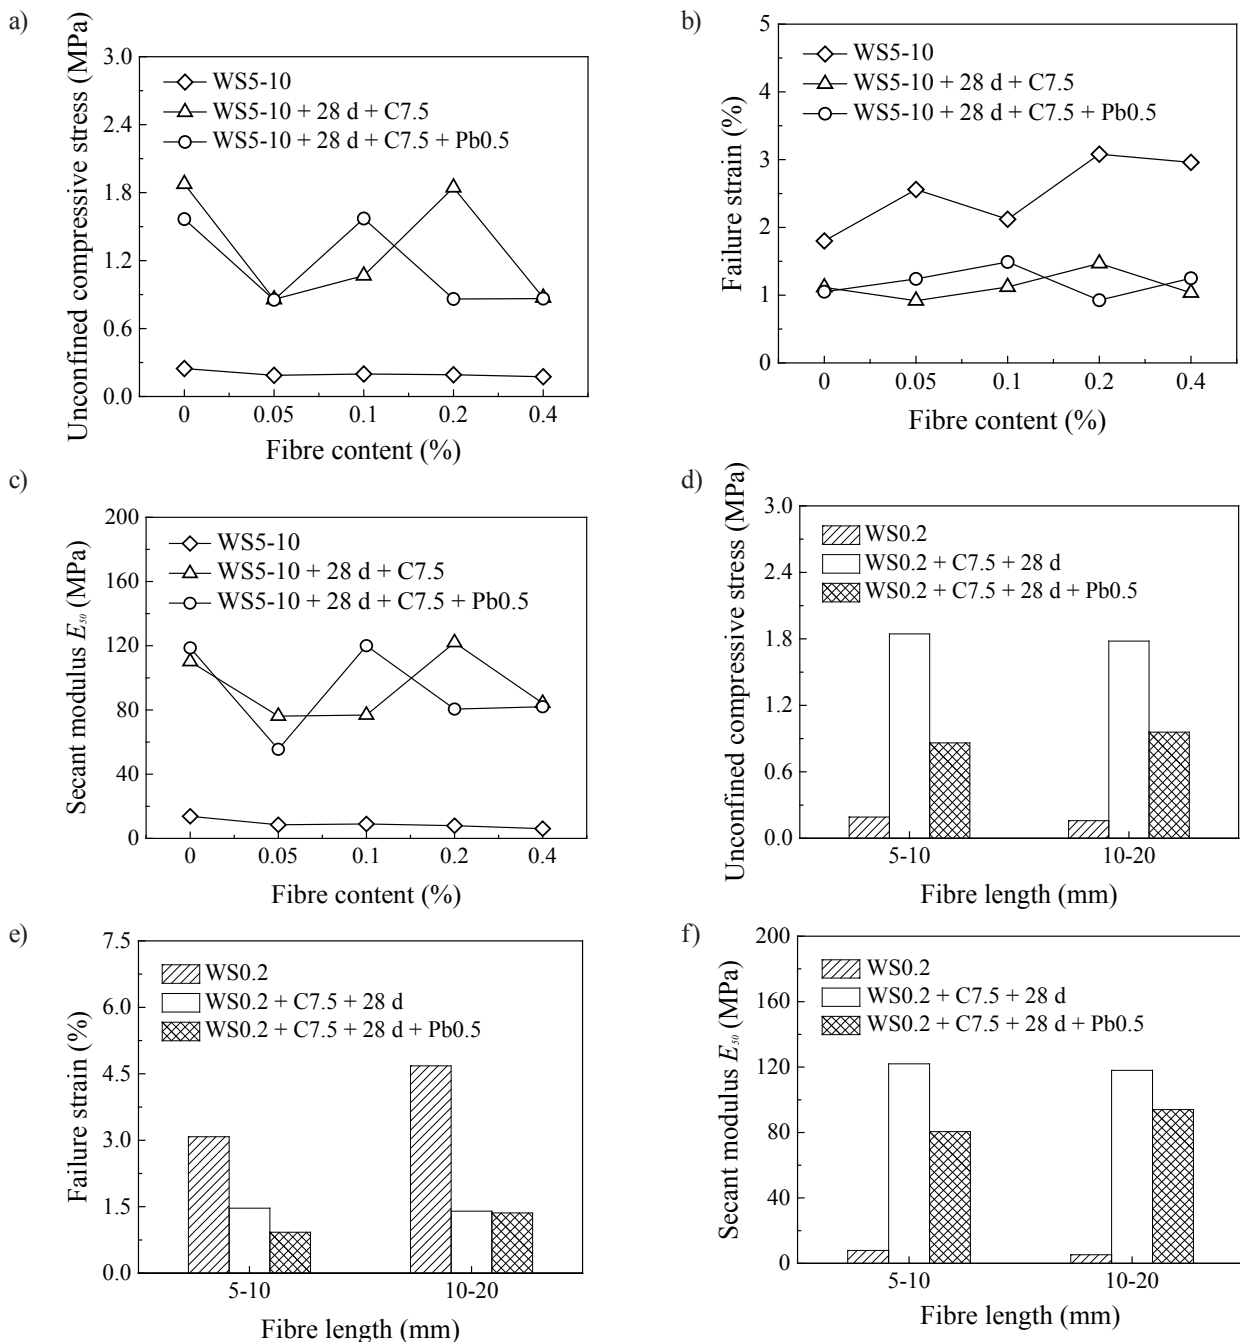 a)
Unconfined compressive stress (MPa)
3.0
2.4
1.8
1.2
0.6
0.0
WS5-10
WS5-10 + 28 d + C7.5
WS5-10 + 28 d + C7.5 + Pb0.5
0 0.05 0.1 0.2 0.4
Fibre content (%)
b)
Failure strain (%)
5
4
3
2
1
0
WS5-10
WS5-10 + 28 d + C7.5
WS5-10 + 28 d + C7.5 + Pb0.5
0 0.05 0.1 0.2 0.4
Fibre content (%)
c)
Secant modulus E50 (MPa)
200
160
120
80
40
0
WS5-10
WS5-10 + 28 d + C7.5
WS5-10 + 28 d + C7.5 + Pb0.5
0 0.05 0.1 0.2 0.4
Fibre content (%)
d)
Unconfined compressive stress (MPa)
3.0
2.4
1.8
1.2
0.6
0.0
WS0.2
WS0.2 + C7.5 + 28 d
WS0.2 + C7.5 + 28 d + Pb0.5
5-10 10-20
Fibre length (mm)
e)
Failure strain (%)
7.5
6.0
4.5
3.0
1.5
0.0
WS0.2
WS0.2 + C7.5 + 28 d
WS0.2 + C7.5 + 28 d + Pb0.5
5-10 10-20
Fibre length (mm)
f)
Secant modulus E50 (MPa)
200
160
120
80
40
0
WS0.2
WS0.2 + C7.5 + 28 d
WS0.2 + C7.5 + 28 d + Pb0.5
5-10 10-20
Fibre length (mm)